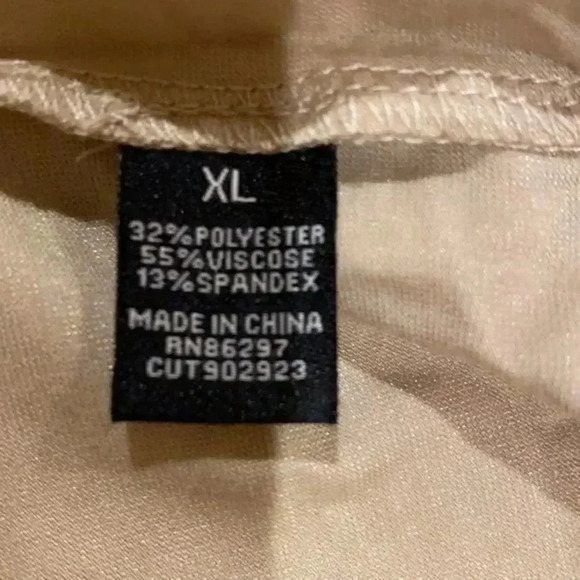 XL
32%POLYESTER
55%VISCOSE
13%SPANDEX
MADE IN CHINA
RN86297
CUT902923